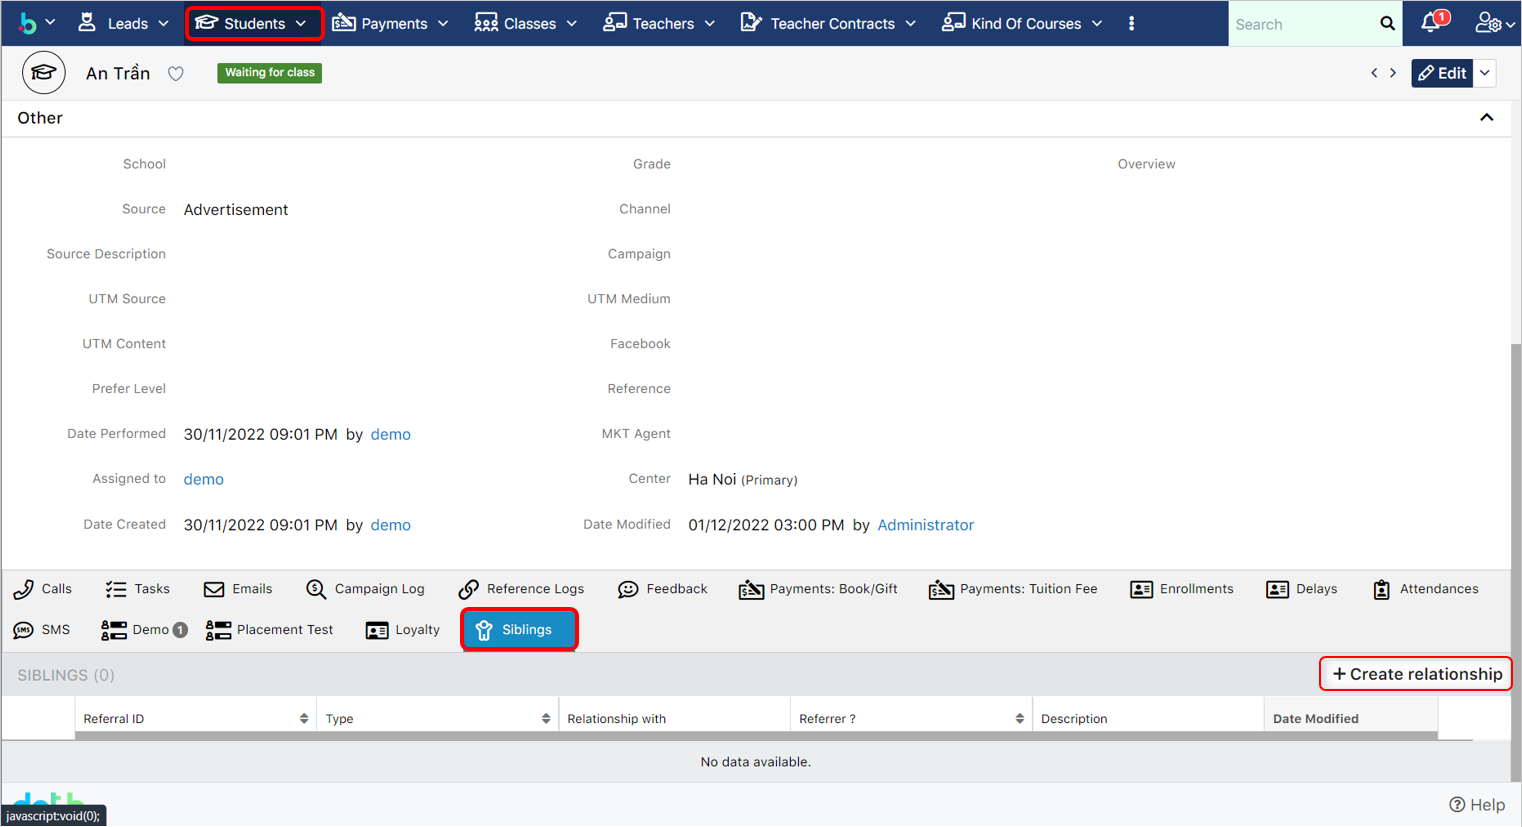 Leads Students Payments Classes Teachers Teacher Contracts Kind Of Courses Search 1
An Trần Waiting for class Edit
Other
School Grade Overview
Source Advertisement Channel
Source Description Campaign
UTM Source UTM Medium
UTM Content Facebook
Prefer Level Reference
Date Performed 30/11/2022 09:01 PM by demo MKT Agent
Assigned to demo Center Ha Noi (Primary)
Date Created 30/11/2022 09:01 PM by demo Date Modified 01/12/2022 03:00 PM by Administrator
Calls Tasks Emails Campaign Log Reference Logs Feedback Payments: Book/Gift Payments: Tuition Fee Enrollments Delays Attendances
SMS SMS Demo 1 Placement Test Loyalty Siblings
SIBLINGS (0) + Create relationship
Referral ID Type Relationship with Referrer ? Description Date Modified
No data available.
javascript:void(0); Help